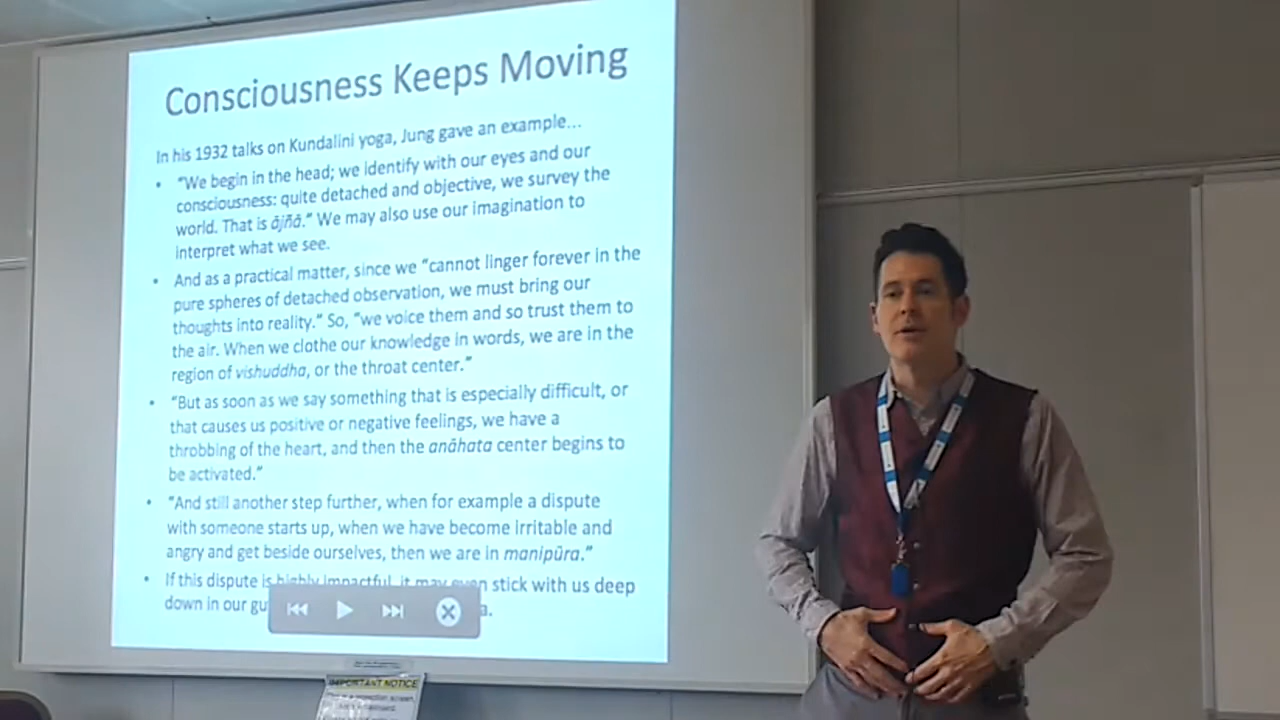 Consciousness Keeps Moving
In his 1932 talks on Kundalini yoga, Jung gave an example…
• “We begin in the head; we identify with our eyes and our
consciousness: quite detached and objective, we survey the
world. That is ājñā.” We may also use our imagination to
interpret what we see.
• And as a practical matter, since we “cannot linger forever in the
pure spheres of detached observation, we must bring our
thoughts into reality.” So, “we voice them and so trust them to
the air. When we clothe our knowledge in words, we are in the
region of vishuddha, or the throat center.”
• “But as soon as we say something that is especially difficult, or
that causes us positive or negative feelings, we have a
throbbing of the heart, and then the anāhata center begins to
be activated.”
• “And still another step further, when for example a dispute
with someone starts up, when we have become irritable and
angry and get beside ourselves, then we are in manipūra.”
• If this dispute is highly impactful, it may even stick with us deep
down in our
IMPORTANT NOTICE